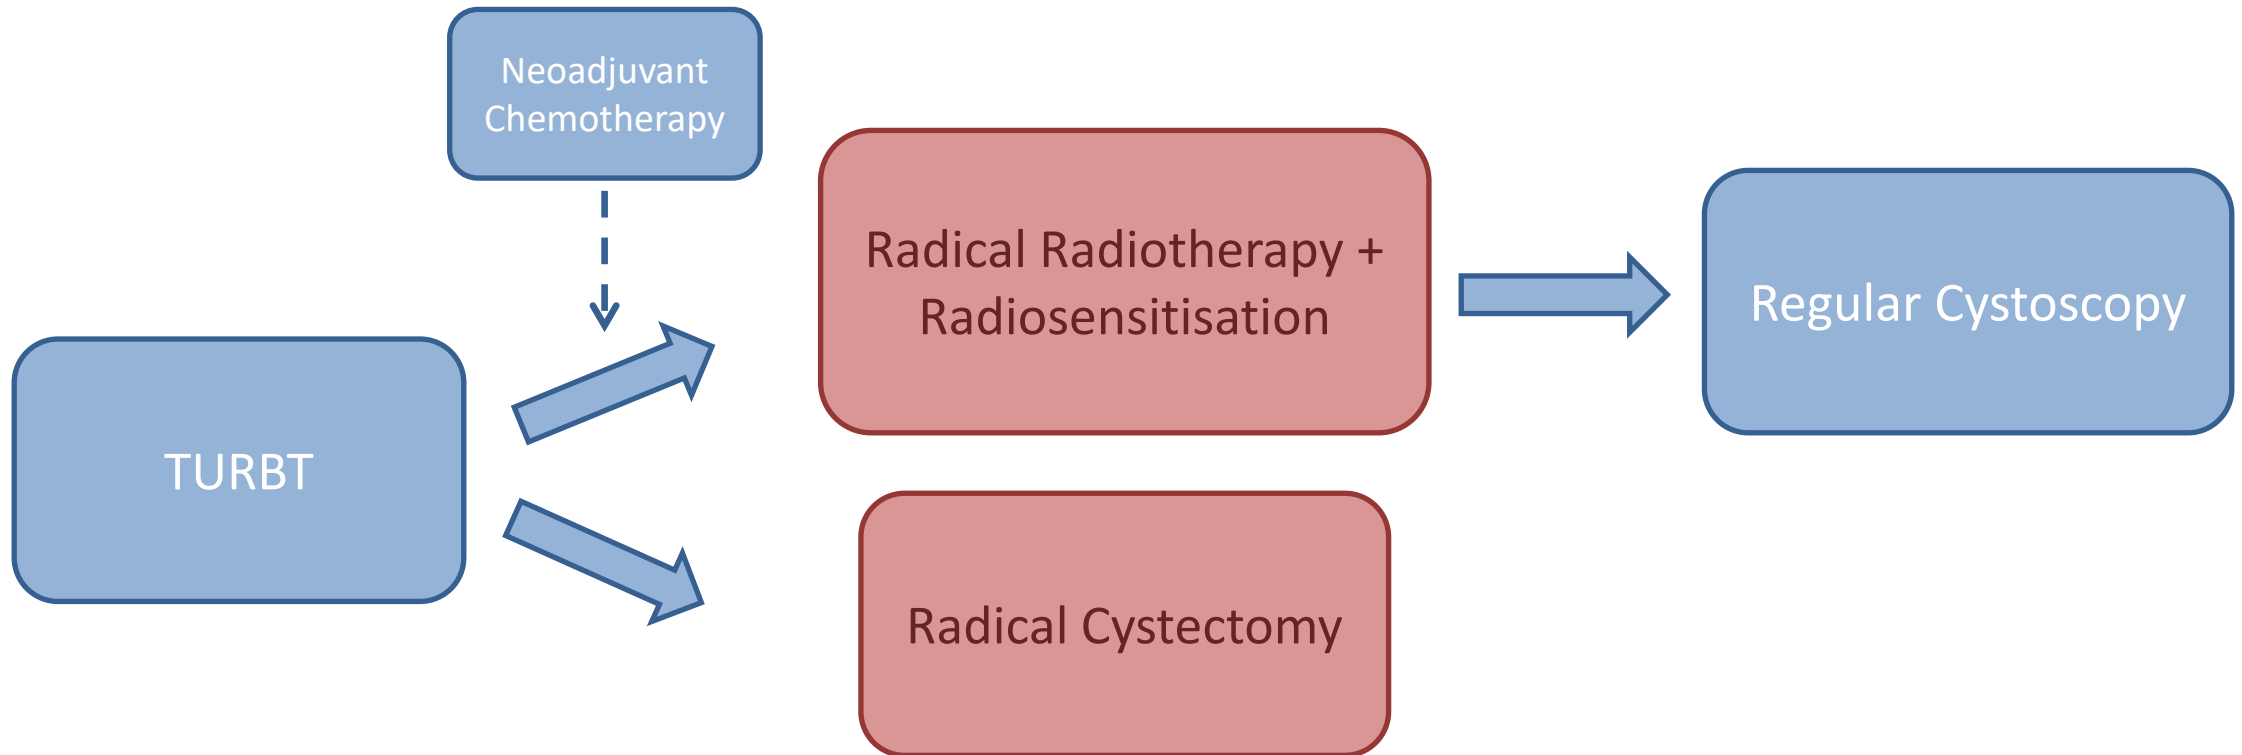 Neoadjuvant
Chemotherapy
Radical Radiotherapy +
Radiosensitisation
Regular Cystoscopy
TURBT
Radical Cystectomy